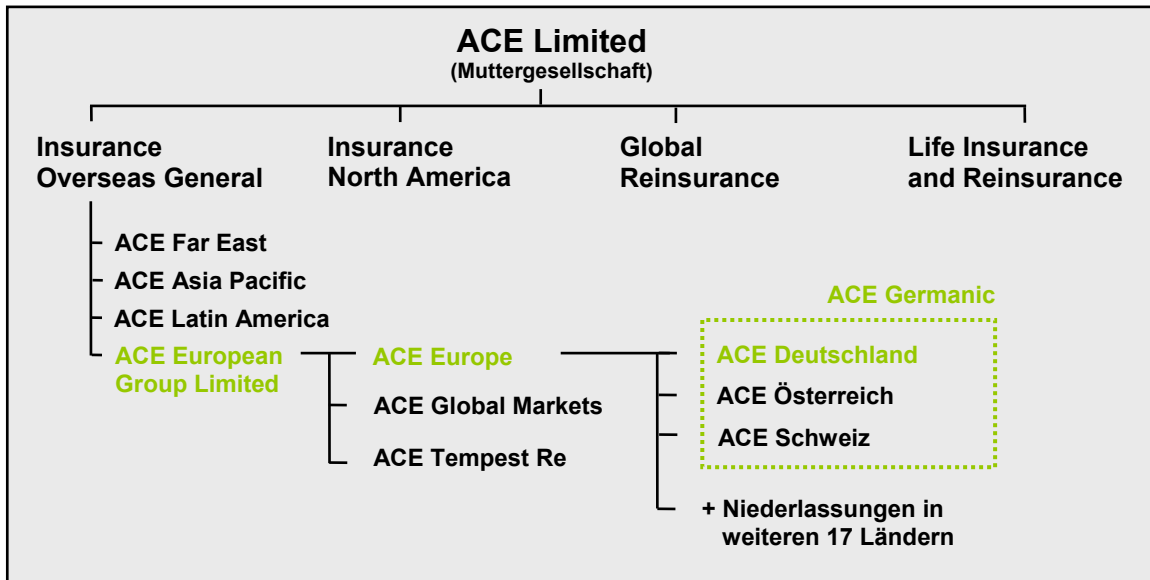 ACE Limited
(Muttergesellschaft)
Insurance
Overseas General
Insurance
North America
Global
Reinsurance
Life Insurance
and Reinsurance
ACE Far East
ACE Asia Pacific
ACE Latin America
ACE European
Group Limited
ACE Europe
ACE Global Markets
ACE Tempest Re
ACE Germanic
ACE Deutschland
ACE Österreich
ACE Schweiz
+ Niederlassungen in
weiteren 17 Ländern